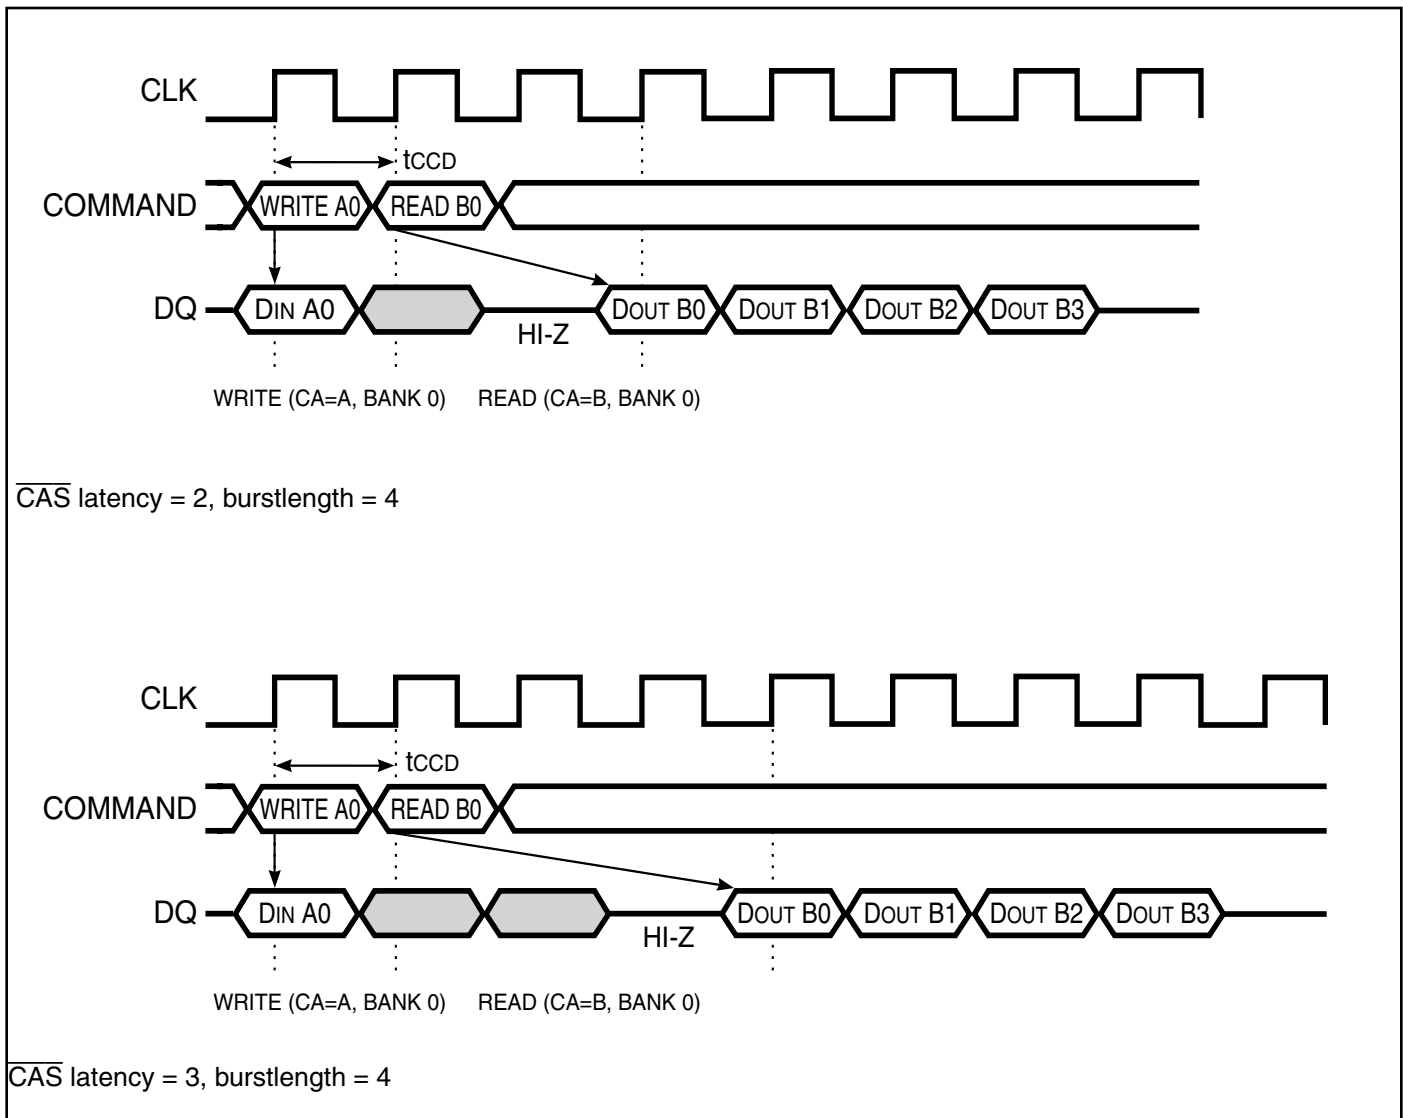 CLK
tCCD
COMMAND WRITE A0 READ B0
DQ DIN A0 DOUT B0 DOUT B1 DOUT B2 DOUT B3
HI-Z
WRITE (CA=A, BANK 0) READ (CA=B, BANK 0)
CAS latency = 2, burstlength = 4
CLK
tCCD
COMMAND WRITE A0 READ B0
DQ DIN A0 DOUT B0 DOUT B1 DOUT B2 DOUT B3
HI-Z
WRITE (CA=A, BANK 0) READ (CA=B, BANK 0)
CAS latency = 3, burstlength = 4